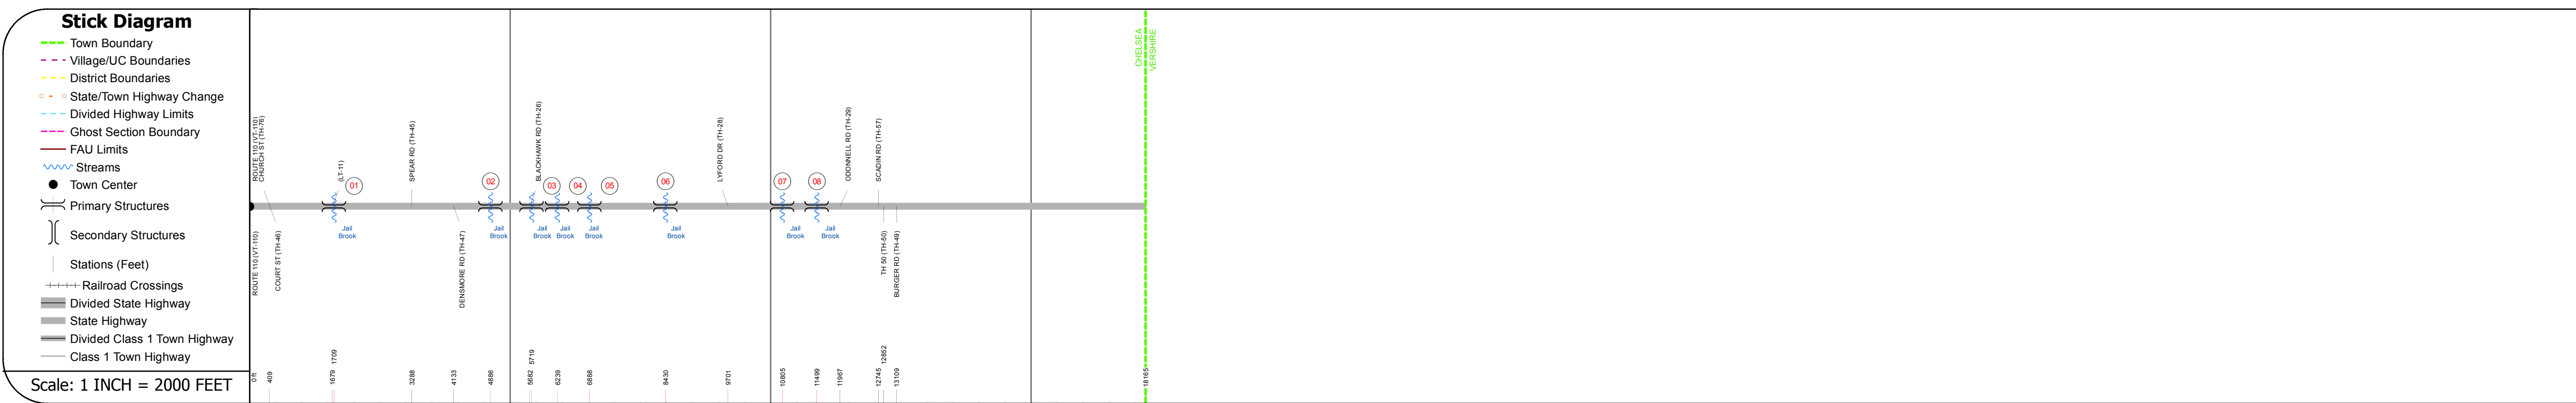 Stick Diagram
Town Boundary
Village/UC Boundaries
District Boundaries
State/Town Highway Change
Divided Highway Limits
Ghost Section Boundary
FAU Limits
Streams
Town Center
Primary Structures
Secondary Structures
Stations (Feet)
Railroad Crossings
Divided State Highway
State Highway
Divided Class 1 Town Highway
Class 1 Town Highway
Scale: 1 INCH = 2000 FEET
ROUTE 110 (VT-110)
CHURCH ST (TH-76)
(LT-11)
SPEAR RD (TH-45)
BLACKHAWK RD (TH-26)
LYFORD DR (TH-28)
ODONNELL RD (TH-29)
SCADIN RD (TH-57)
CHELSEA
VERSHIRE
01
02
03
04
05
06
07
08
Jail
Brook
Jail
Brook
Jail
Brook
Jail
Brook
Jail
Brook
Jail
Brook
Jail
Brook
Jail
Brook
ROUTE 110 (VT-110)
COURT ST (TH-46)
DENSMORE RD (TH-47)
TH 50 (TH-50)
BURGER RD (TH-49)
0 ft
409
1679
1709
3288
4133
4886
5682
5719
6239
6888
8430
9701
10805
11499
11967
12745
12852
13109
18165